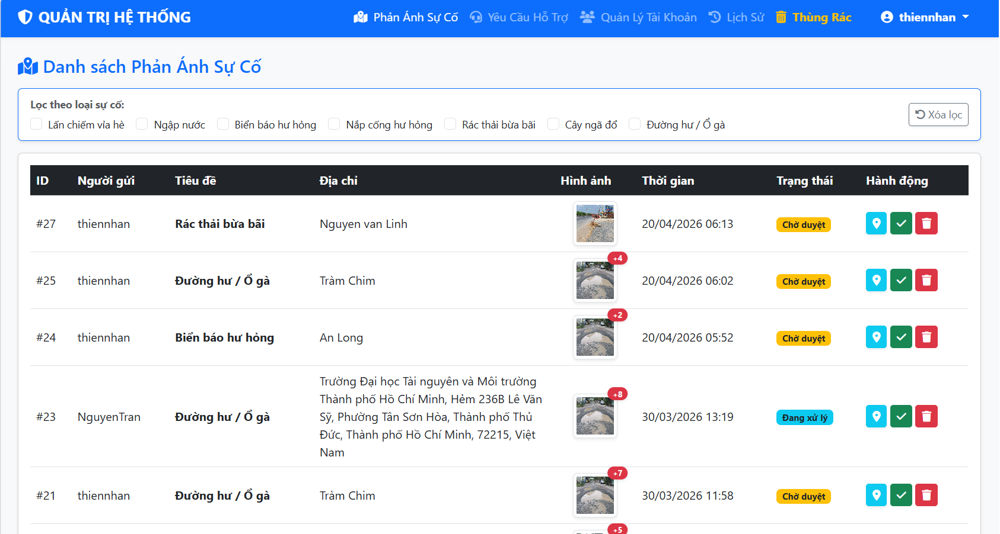 QUẢN TRỊ HỆ THỐNG Phản Ánh Sự Cố Yêu Cầu Hỗ Trợ Quản Lý Tài Khoản Lịch Sử Thùng Rác thiennhan
Danh sách Phản Ánh Sự Cố
Lọc theo loại sự cố:
Lấn chiếm vỉa hè Ngập nước Biển báo hư hỏng Nắp cống hư hỏng Rác thải bừa bãi Cây ngã đổ Đường hư / Ổ gà
Xóa lọc
ID Người gửi Tiêu đề Địa chỉ Hình ảnh Thời gian Trạng thái Hành động
#27 thiennhan Rác thải bừa bãi Nguyen van Linh 20/04/2026 06:13 Chờ duyệt
+4
#25 thiennhan Đường hư / Ổ gà Tràm Chim 20/04/2026 06:02 Chờ duyệt
+2
#24 thiennhan Biển báo hư hỏng An Long 20/04/2026 05:52 Chờ duyệt
Trường Đại học Tài nguyên và Môi trường
Thành phố Hồ Chí Minh, Hẻm 236B Lê Văn
+8
#23 NguyenTran Đường hư / Ổ gà Sỹ, Phường Tân Sơn Hòa, Thành phố Thủ 30/03/2026 13:19 Đang xử lý
Đức, Thành phố Hồ Chí Minh, 72215, Việt
Nam
+7
#21 thiennhan Đường hư / Ổ gà Tràm Chim 30/03/2026 11:58 Chờ duyệt
+5